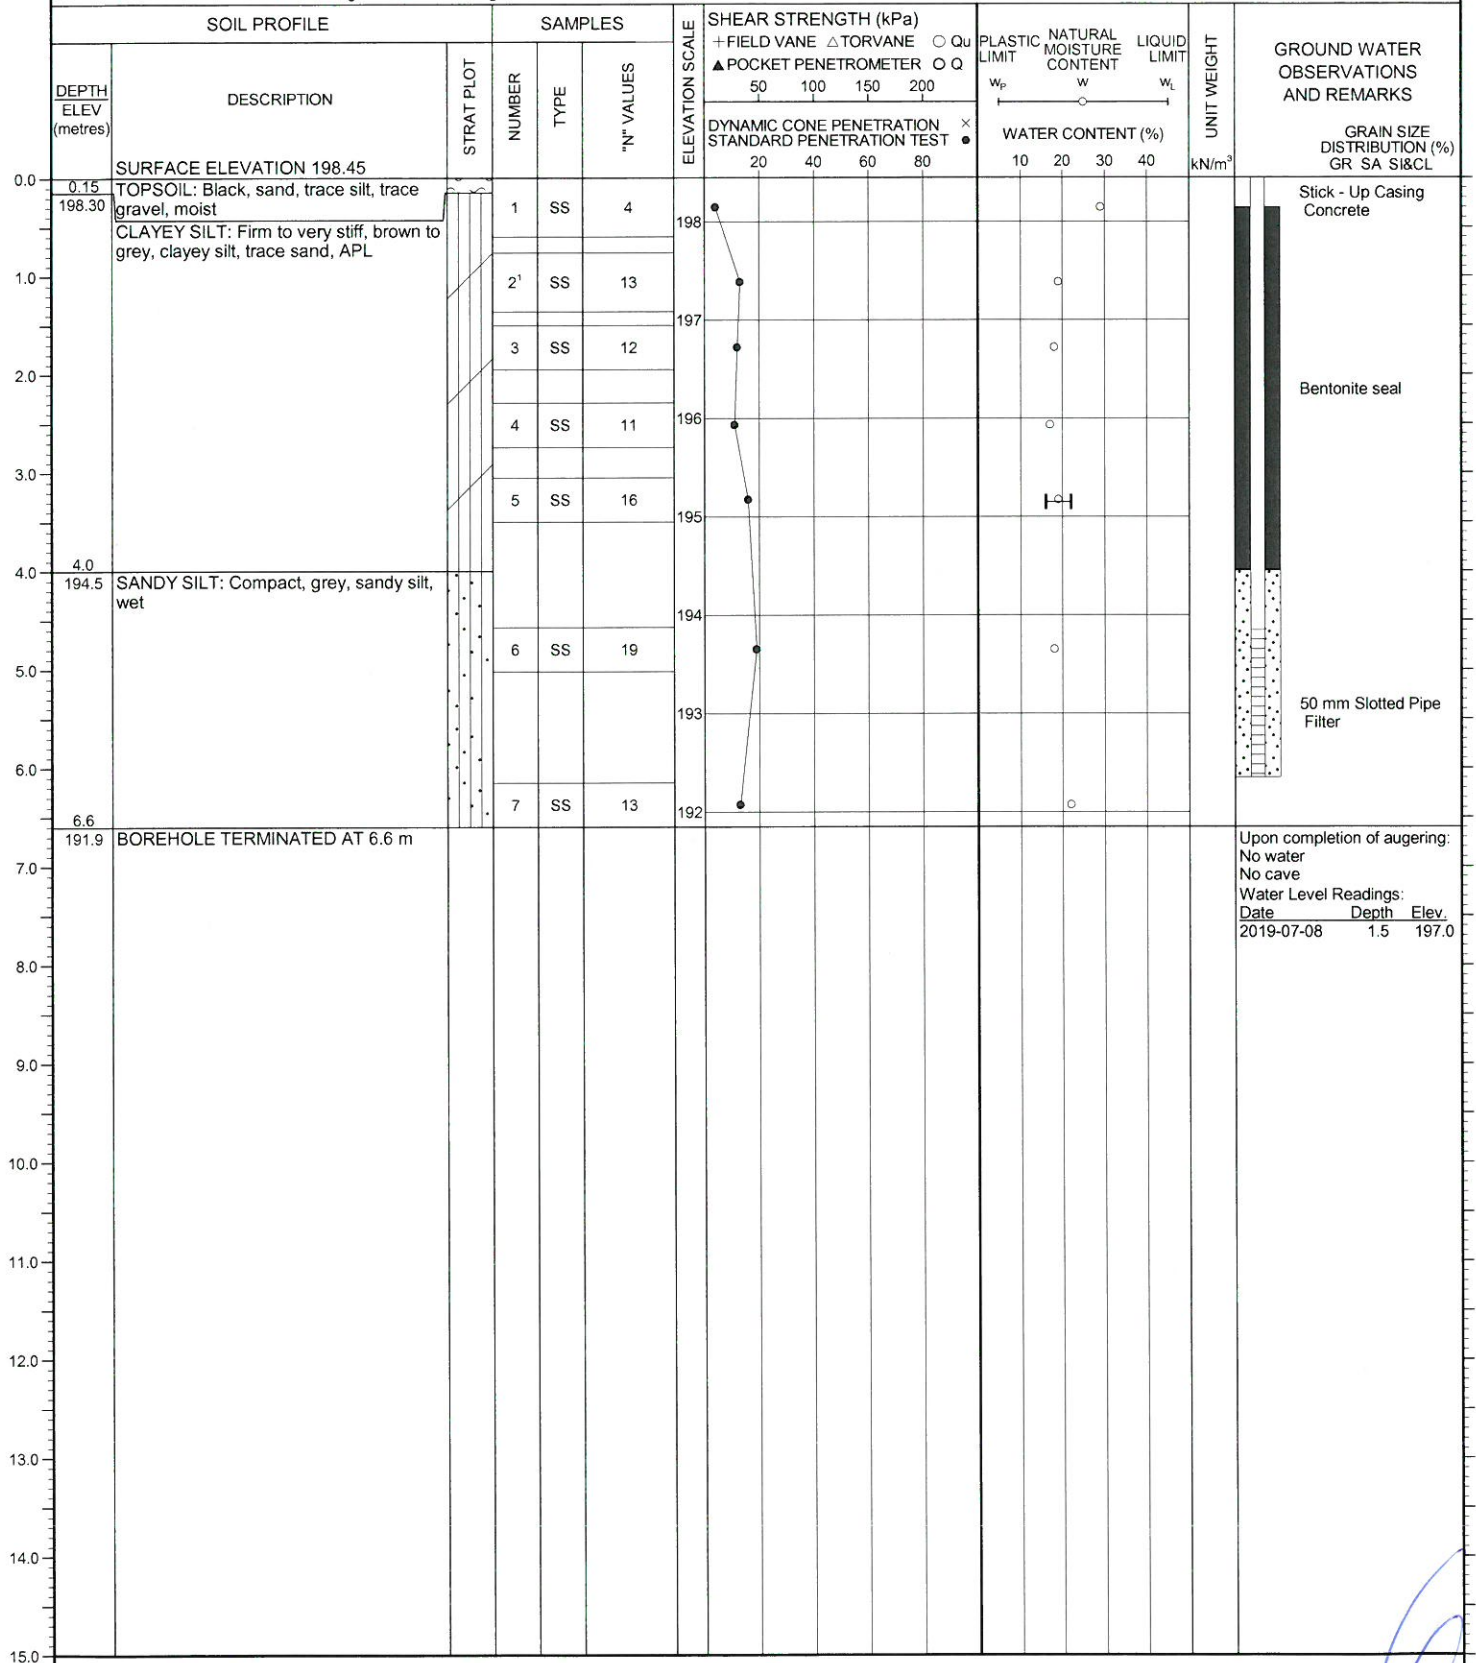 SOIL PROFILE
SAMPLES
DEPTH
ELEV
(metres)
DESCRIPTION
STRAT PLOT
NUMBER
TYPE
"N" VALUES
ELEVATION SCALE
SHEAR STRENGTH (kPa)
+ FIELD VANE △ TORVANE ○ Qu
▲ POCKET PENETROMETER ○ Q
50 100 150 200
DYNAMIC CONE PENETRATION ×
STANDARD PENETRATION TEST ●
20 40 60 80
PLASTIC LIMIT
NATURAL MOISTURE CONTENT
LIQUID LIMIT
WP W WL
WATER CONTENT (%)
10 20 30 40
UNIT WEIGHT
kN/m³
GROUND WATER
OBSERVATIONS
AND REMARKS
GRAIN SIZE
DISTRIBUTION (%)
GR SA SI&CL
SURFACE ELEVATION 198.45
0.0
0.15
198.30
TOPSOIL: Black, sand, trace silt, trace
gravel, moist
CLAYEY SILT: Firm to very stiff, brown to
grey, clayey silt, trace sand, APL
1 SS 4
198
Stick - Up Casing
Concrete
1.0
2¹ SS 13
197
3 SS 12
2.0
Bentonite seal
4 SS 11
196
3.0
5 SS 16
195
4.0
4.0
194.5
SANDY SILT: Compact, grey, sandy silt,
wet
194
6 SS 19
5.0
193
50 mm Slotted Pipe
Filter
6.0
7 SS 13
192
6.6
191.9
BOREHOLE TERMINATED AT 6.6 m
Upon completion of augering:
No water
No cave
Water Level Readings:
Date Depth Elev.
2019-07-08 1.5 197.0
7.0
8.0
9.0
10.0
11.0
12.0
13.0
14.0
15.0